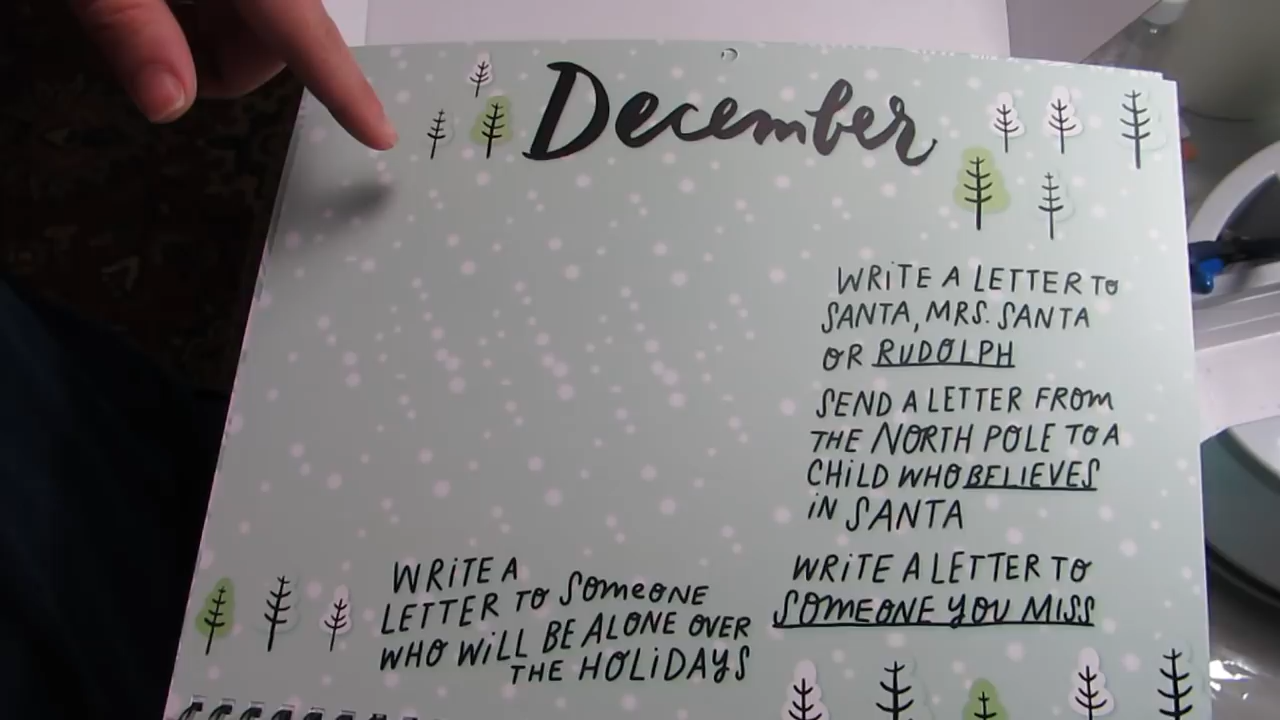 December
WRITE A LETTER TO
SANTA, MRS. SANTA
OR RUDOLPH
SEND A LETTER FROM
THE NORTH POLE TO A
CHILD WHO BELIEVES
IN SANTA
WRITE A LETTER TO
SOMEONE YOU MISS
WRITE A
LETTER TO SOMEONE
WHO WILL BE ALONE OVER
THE HOLIDAYS